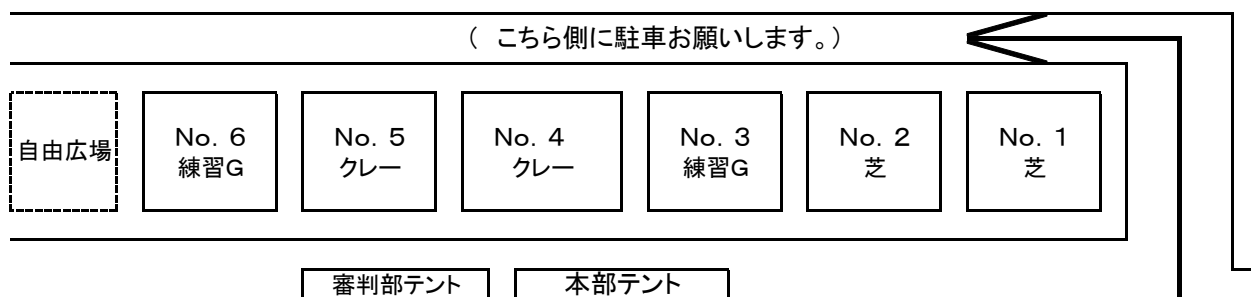 ( こちら側に駐車お願いします。)
自由広場
No. 6
練習G
No. 5
クレー
No. 4
クレー
No. 3
練習G
No. 2
芝
No. 1
芝
審判部テント
本部テント